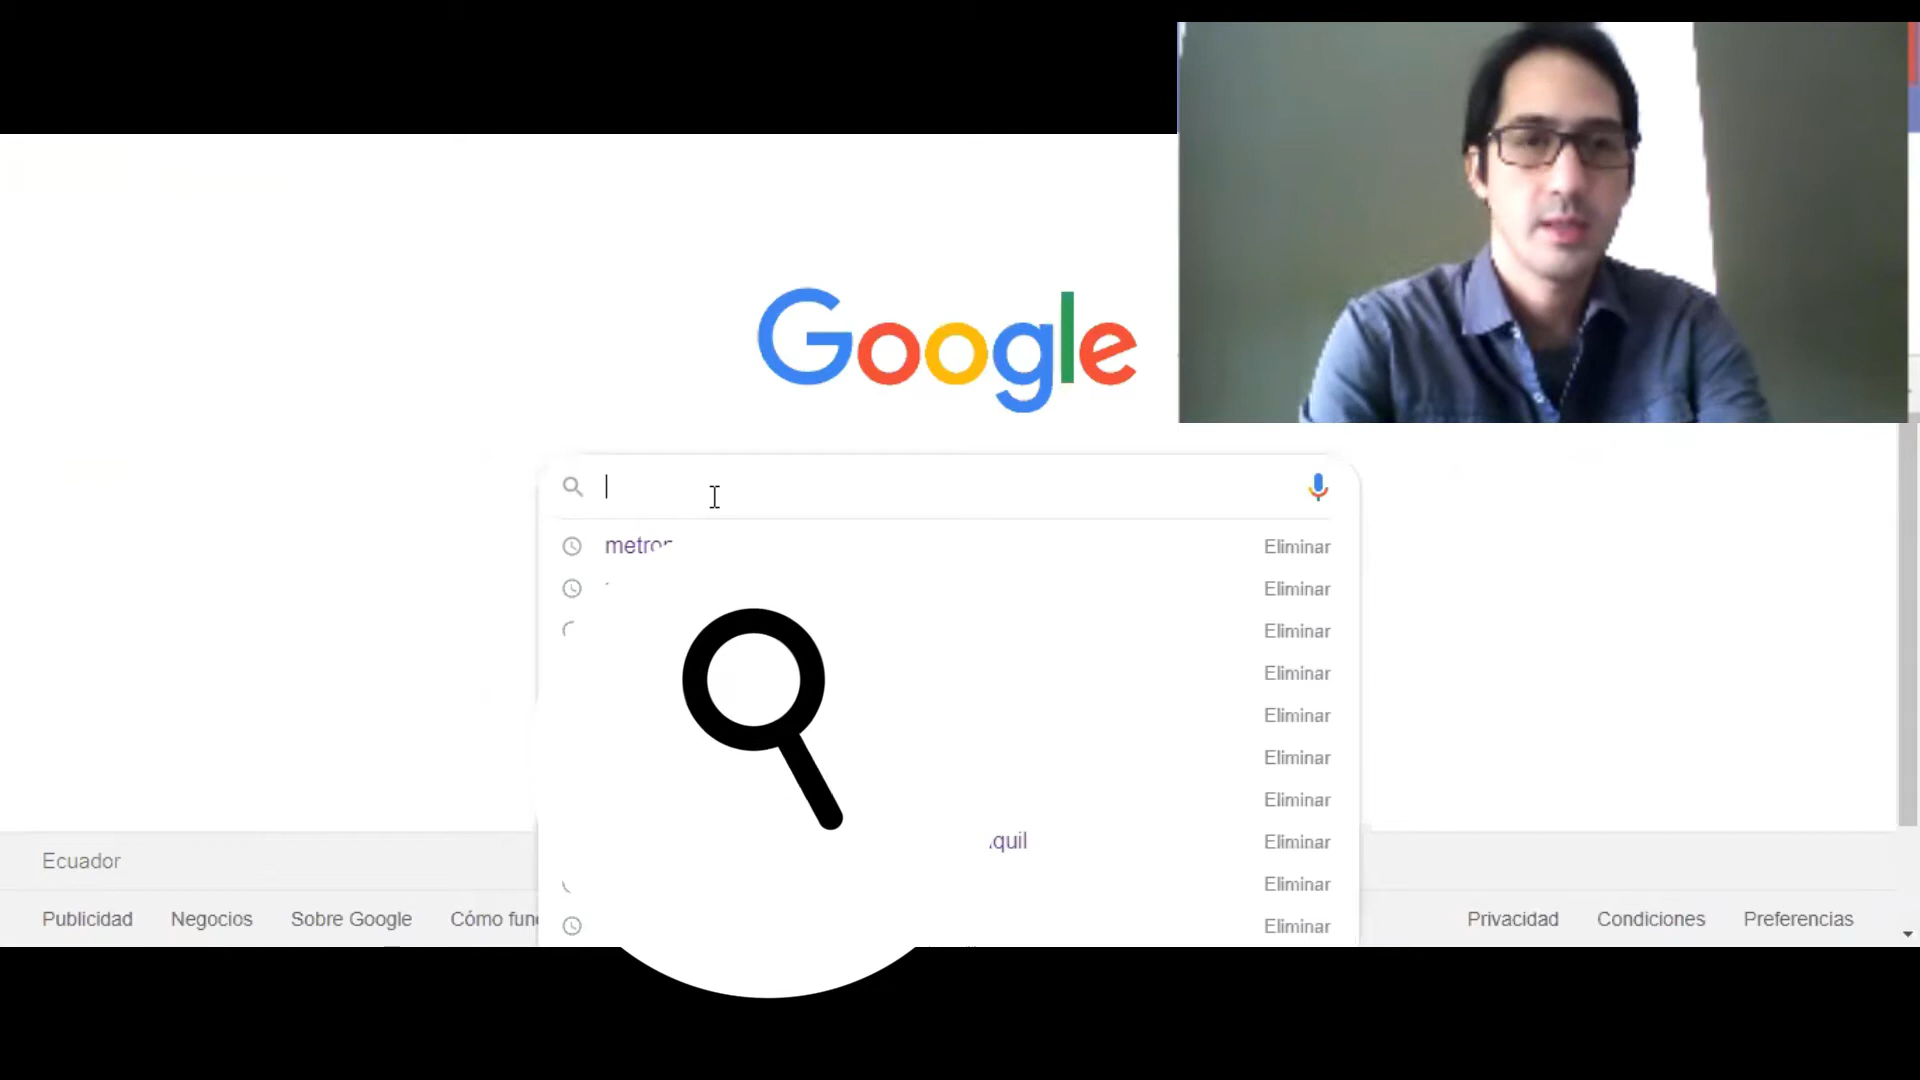 Google
Eliminar
Eliminar
Eliminar
Eliminar
Eliminar
Eliminar
Eliminar
Eliminar
Eliminar
Eliminar
Ecuador
Publicidad Negocios Sobre Google Cómo Privacidad Condiciones Preferencias